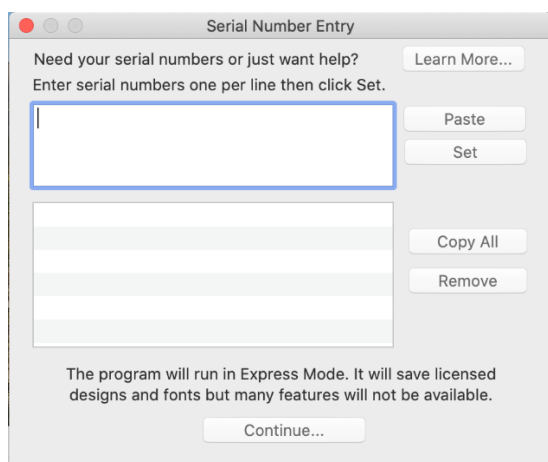 Serial Number Entry
Need your serial numbers or just want help?
Learn More...
Enter serial numbers one per line then click Set.
Paste
Set
Copy All
Remove
The program will run in Express Mode. It will save licensed
designs and fonts but many features will not be available.
Continue...